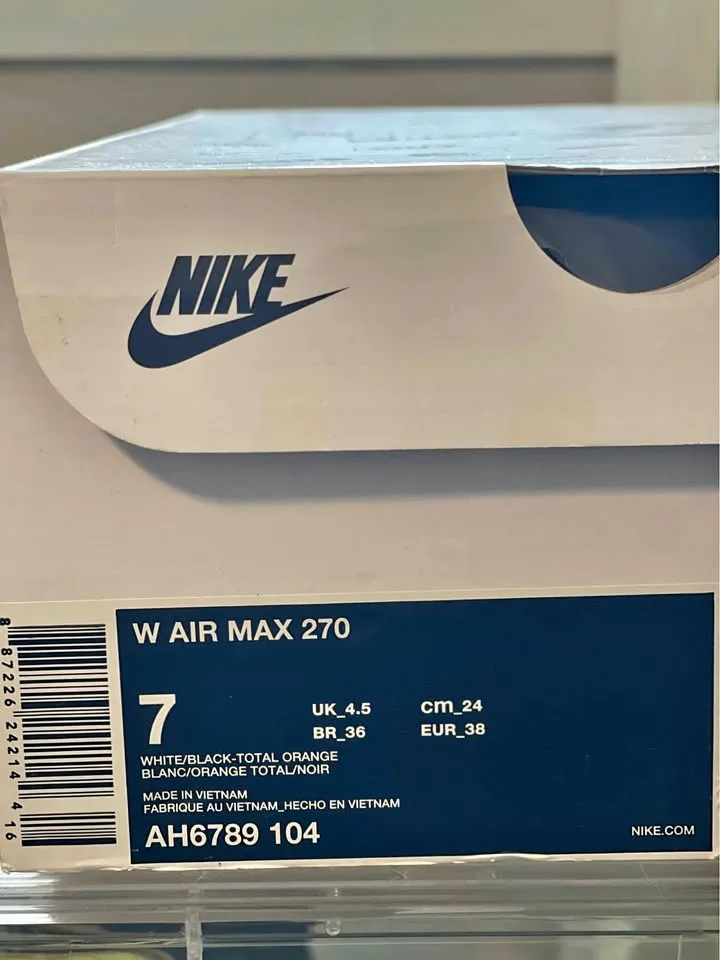 NIKE
W AIR MAX 270
7
UK_4.5 cm_24
BR_36 EUR_38
WHITE/BLACK-TOTAL ORANGE
BLANC/ORANGE TOTAL/NOIR
MADE IN VIETNAM
FABRIQUE AU VIETNAM_HECHO EN VIETNAM
AH6789 104
NIKE.COM
8 87226 24214 4 16